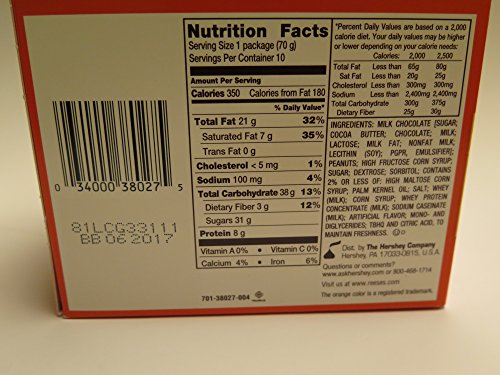 Nutrition Facts
Serving Size 1 package (70 g)
Servings Per Container 10
Amount Per Serving
Calories 350 Calories from Fat 180
% Daily Value*
Total Fat 21 g 32%
Saturated Fat 7 g 35%
Trans Fat 0 g
Cholesterol < 5 mg 1%
Sodium 100 mg 4%
Total Carbohydrate 38 g 13%
Dietary Fiber 3 g 12%
Sugars 31 g
Protein 8 g
Vitamin A 0% • Vitamin C 0%
Calcium 4% • Iron 6%
701-38027-004
*Percent Daily Values are based on a 2,000
calorie diet. Your daily values may be higher
or lower depending on your calorie needs:
Calories: 2,000 2,500
Total Fat Less than 65g 80g
Sat Fat Less than 20g 25g
Cholesterol Less than 300mg 300mg
Sodium Less than 2,400mg 2,400mg
Total Carbohydrate 300g 375g
Dietary Fiber 25g 30g
INGREDIENTS: MILK CHOCOLATE (SUGAR;
COCOA BUTTER; CHOCOLATE; MILK;
LACTOSE; MILK FAT; NONFAT MILK;
LECITHIN (SOY); PGPR, EMULSIFIER);
PEANUTS; HIGH FRUCTOSE CORN SYRUP;
SUGAR; DEXTROSE; SORBITOL; CONTAINS
2% OR LESS OF: HIGH MALTOSE CORN
SYRUP; PALM KERNEL OIL; SALT; WHEY
(MILK); CORN SYRUP; WHEY PROTEIN
CONCENTRATE (MILK); SODIUM CASEINATE
(MILK); ARTIFICIAL FLAVOR; MONO- AND
DIGLYCERIDES; TBHQ AND CITRIC ACID, TO
MAINTAIN FRESHNESS.
Dist. by The Hershey Company
Hershey, PA 17033-0815, U.S.A.
Questions or comments?
www.askhershey.com or 800-468-1714
Visit us at www.reeses.com
The orange color is a registered trademark.
0 34000 38027 5
81LCG33111
BB 06 2017